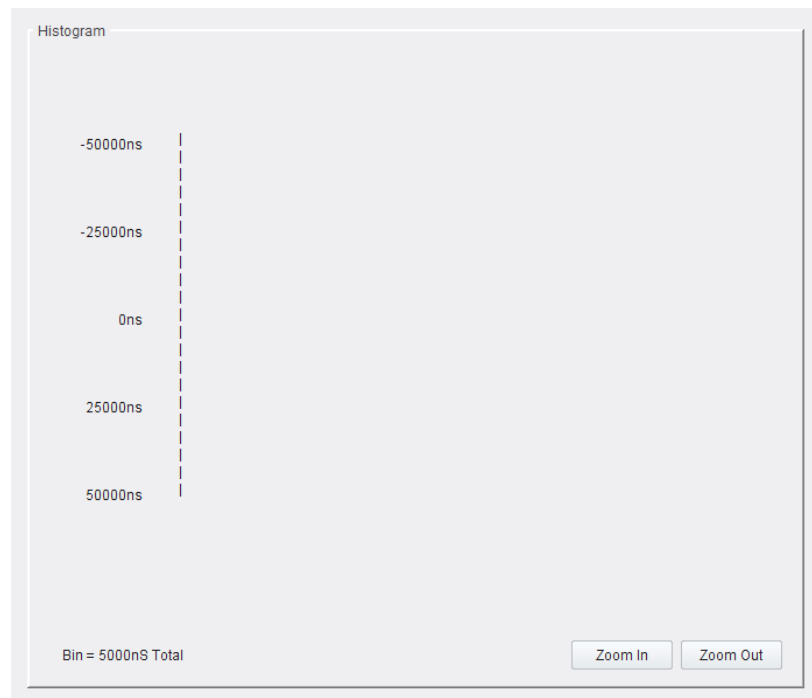 Histogram
-50000ns
-25000ns
0ns
25000ns
50000ns
Bin = 5000nS Total
Zoom In
Zoom Out